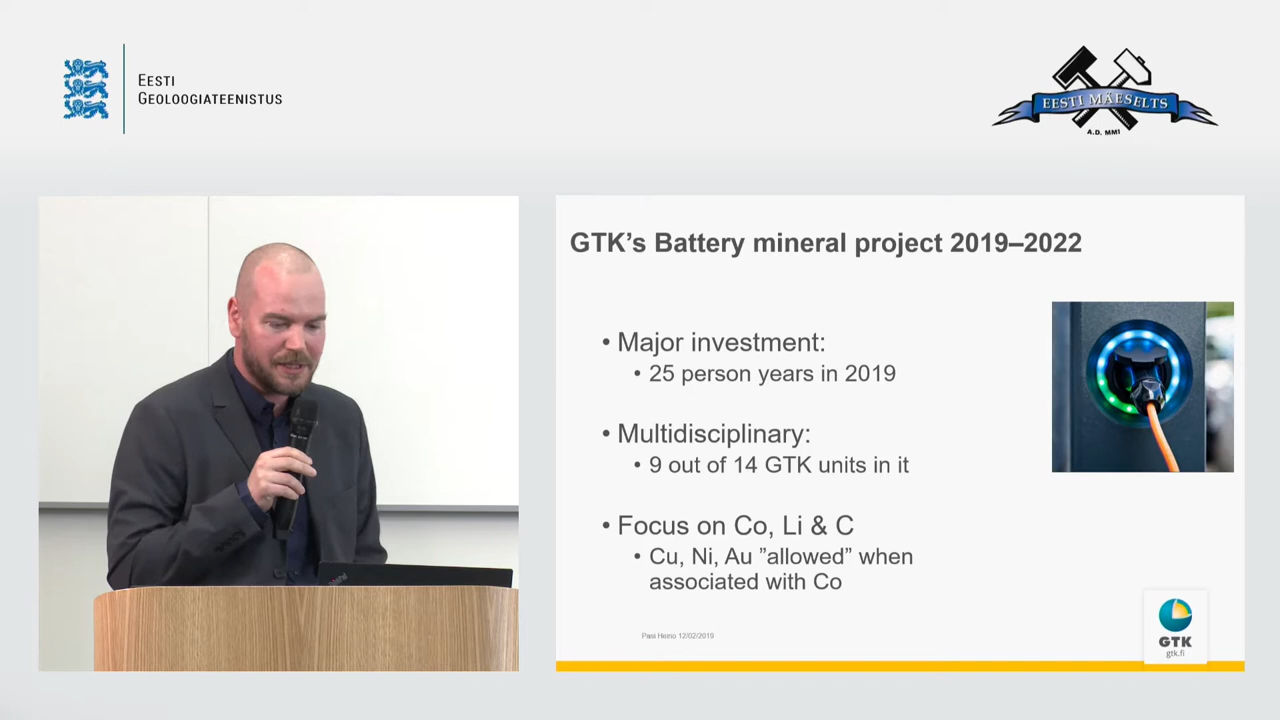 EESTI
GEOLOOGIATEENISTUS
EESTI MÄESELTS
A.D. MMI
GTK's Battery mineral project 2019–2022
• Major investment:
• 25 person years in 2019
• Multidisciplinary:
• 9 out of 14 GTK units in it
• Focus on Co, Li & C
• Cu, Ni, Au ”allowed” when
associated with Co
Pasi Heino 12/02/2019
GTK
gtk.fi